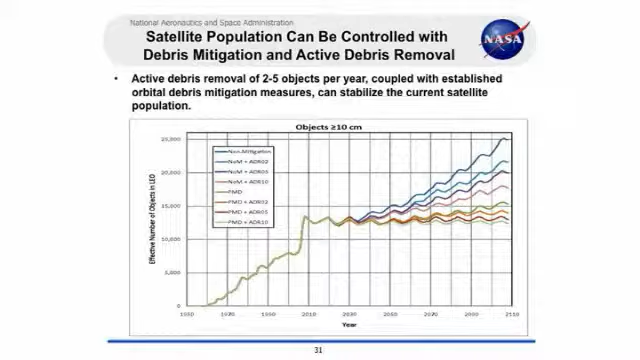 National Aeronautics and Space Administration
Satellite Population Can Be Controlled with
Debris Mitigation and Active Debris Removal
NASA
• Active debris removal of 2-5 objects per year, coupled with established
orbital debris mitigation measures, can stabilize the current satellite
population.
Objects ≥10 cm
Effective Number of Objects in LEO
25,000
20,000
15,000
10,000
5,000
0
Non-Mitigation
NoM + ADR02
NoM + ADR05
NoM + ADR10
PMD
PMD + ADR02
PMD + ADR05
PMD + ADR10
1950 1970 1990 2010 2030 2050 2070 2090 2110
Year
31